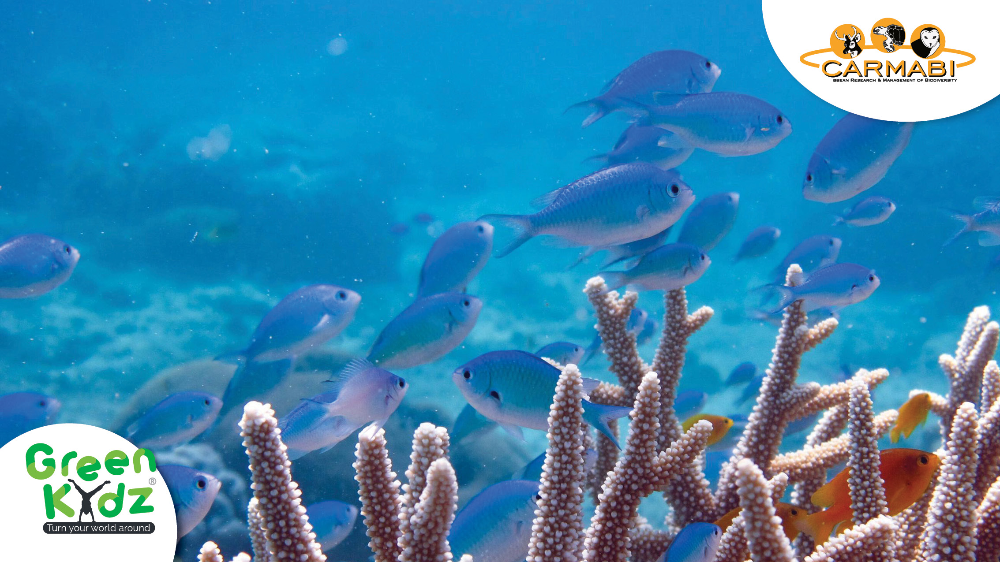 CARMABI
BBEAN RESEARCH & MANAGEMENT OF BIODIVERSITY
Green
Kidz®
Turn your world around